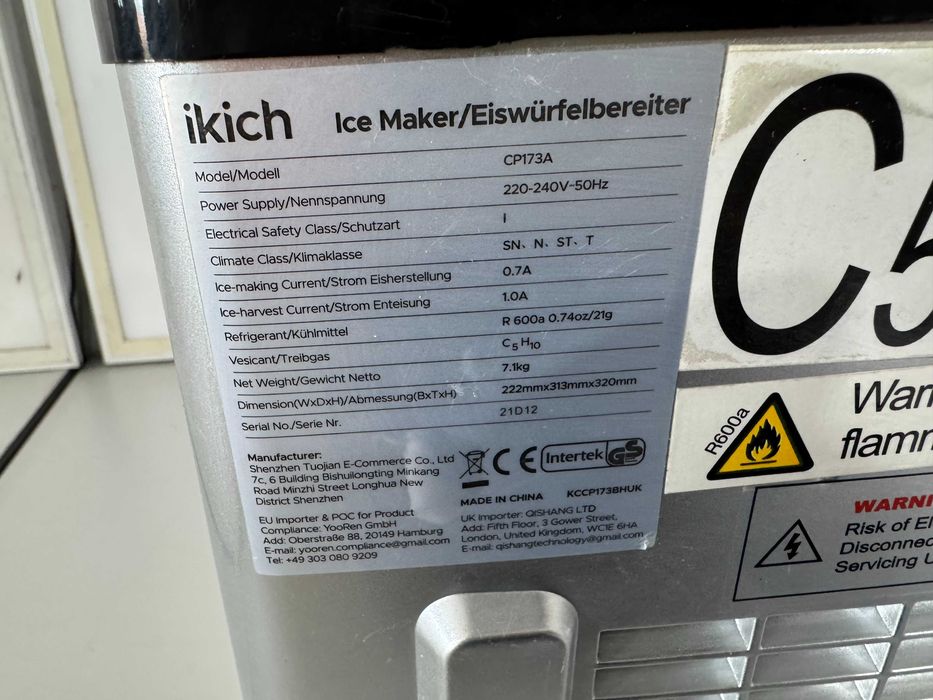 ikich Ice Maker/Eiswürfelbereiter
Model/Modell CP173A
Power Supply/Nennspannung 220-240V~50Hz
Electrical Safety Class/Schutzart I
Climate Class/Klimaklasse SN、N、ST、T
Ice-making Current/Strom Eisherstellung 0.7A
Ice-harvest Current/Strom Enteisung 1.0A
Refrigerant/Kühlmittel R 600a 0.74oz/21g
Vesicant/Treibgas C5H10
Net Weight/Gewicht Netto 7.1kg
Dimension(WxDxH)/Abmessung(BxTxH) 222mmx313mmx320mm
Serial No./Serie Nr. 21D12
Manufacturer:
Shenzhen Tuojian E-Commerce Co., Ltd
7c, 6 Building Bishuilongting Minkang
Road Minzhi Street Longhua New
District Shenzhen
EU Importer & POC for Product
Compliance: YooRen GmbH
Add: Oberstraße 88, 20149 Hamburg
E-mail: yooren.compliance@gmail.com
Tel: +49 303 080 9209
CE Intertek GS
MADE IN CHINA KCCP173BHUK
UK Importer: QISHANG LTD
Add: Fifth Floor, 3 Gower Street,
London, United Kingdom, WC1E 6HA
E-mail: qishangtechnology@gmail.com
C5
R600a
Warn
flamm
WARNI
Risk of El
Disconnec
Servicing U